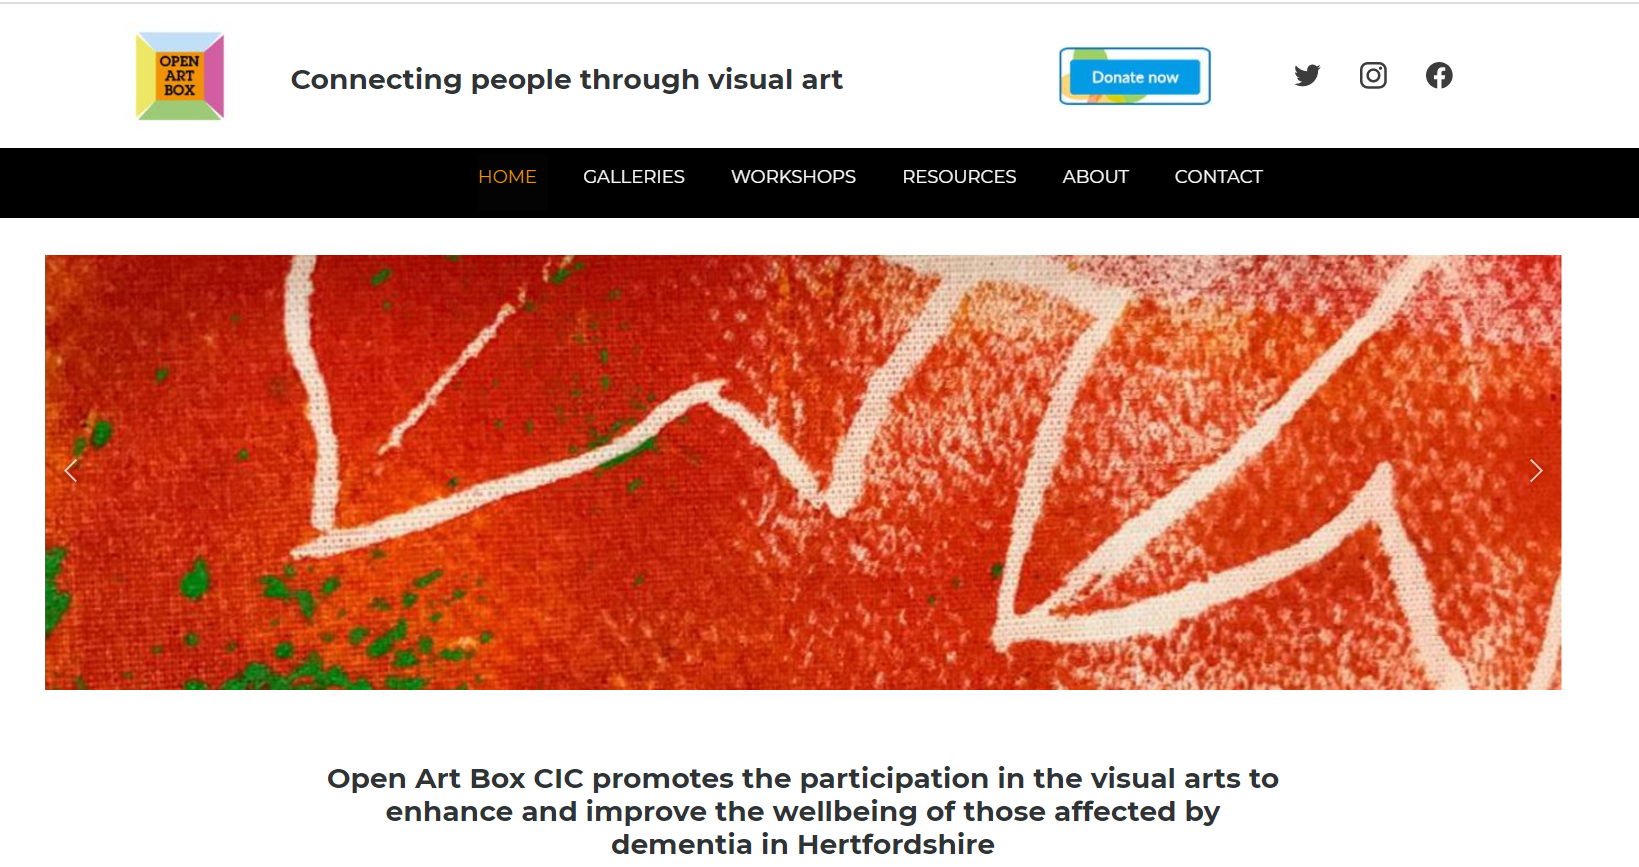 OPEN
ART
BOX
Connecting people through visual art
Donate now
HOME GALLERIES WORKSHOPS RESOURCES ABOUT CONTACT
Open Art Box CIC promotes the participation in the visual arts to
enhance and improve the wellbeing of those affected by
dementia in Hertfordshire